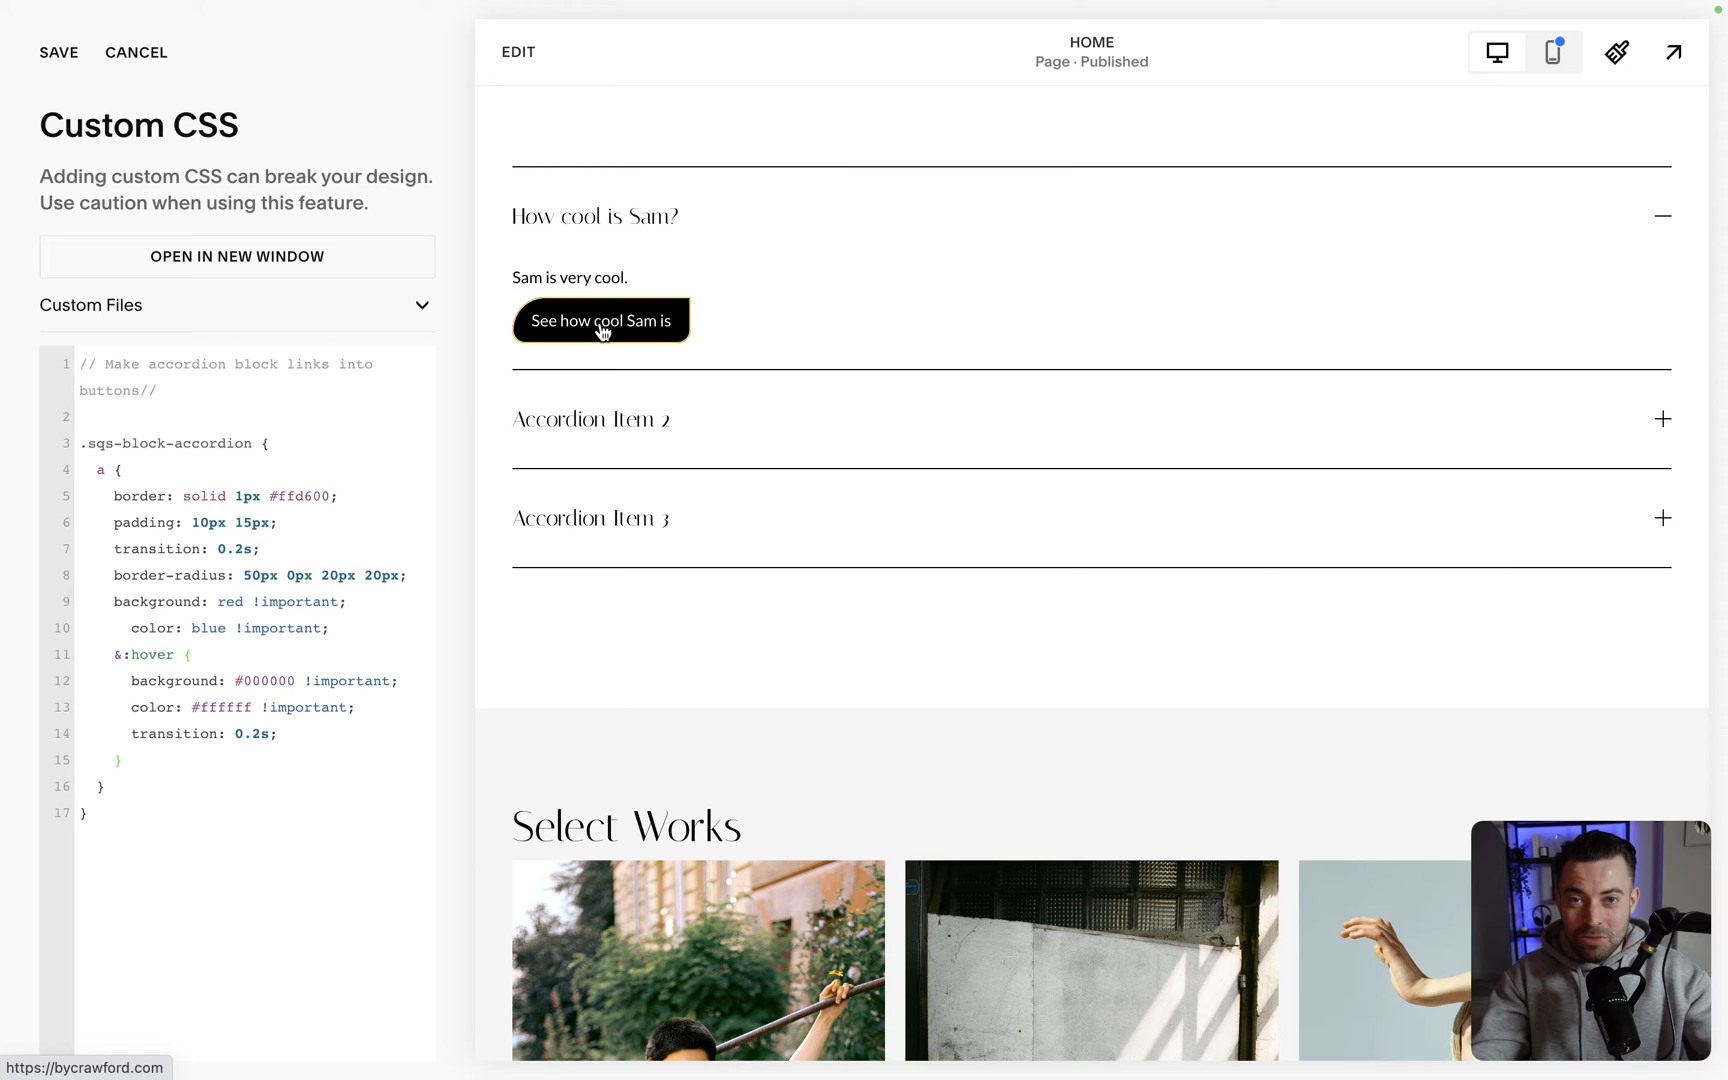 SAVE CANCEL
Custom CSS
Adding custom CSS can break your design.
Use caution when using this feature.
OPEN IN NEW WINDOW
Custom Files
1 // Make accordion block links into
buttons//
2
3 .sqs-block-accordion {
4 a {
5 border: solid 1px #ffd600;
6 padding: 10px 15px;
7 transition: 0.2s;
8 border-radius: 50px 0px 20px 20px;
9 background: red !important;
10 color: blue !important;
11 &:hover {
12 background: #000000 !important;
13 color: #ffffff !important;
14 transition: 0.2s;
15 }
16 }
17 }
https://bycrawford.com
EDIT
HOME
Page · Published
How cool is Sam?
Sam is very cool.
See how cool Sam is
Accordion Item 2
Accordion Item 3
Select Works